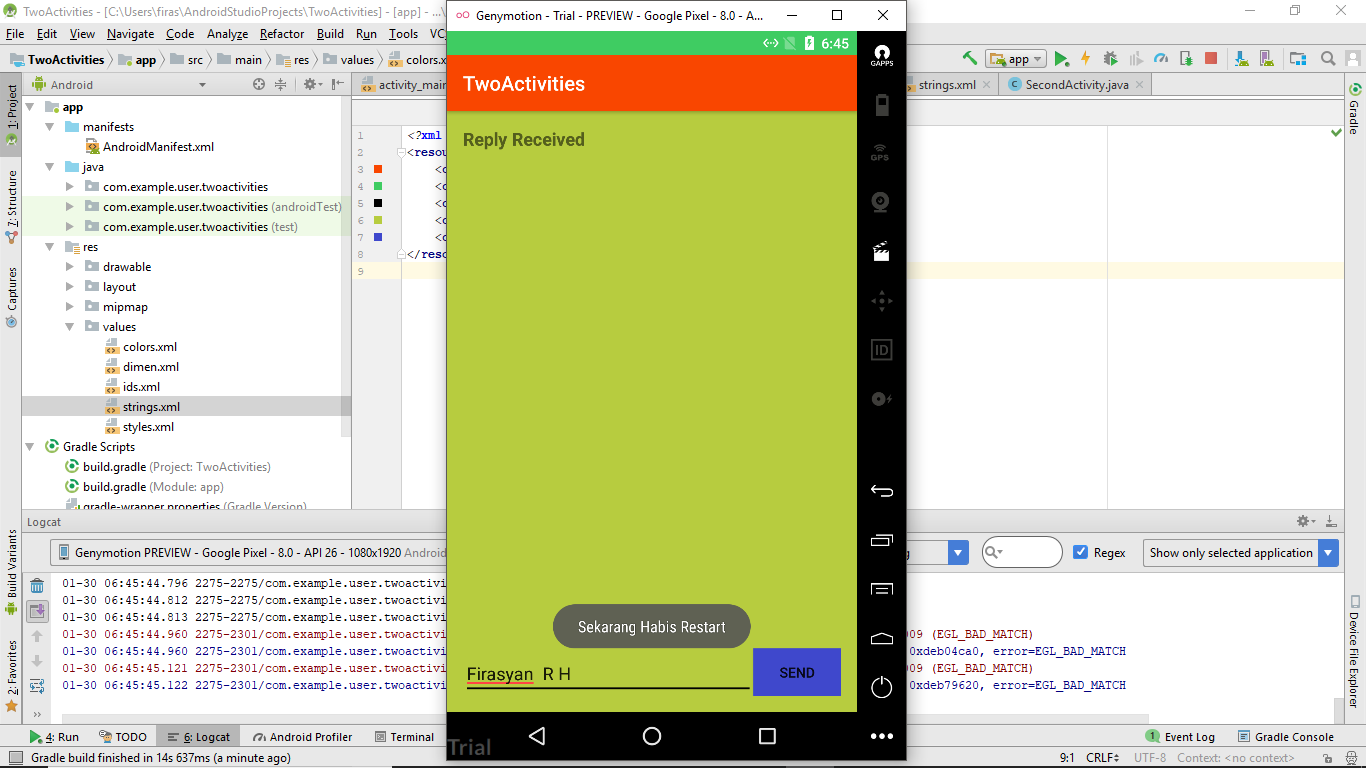 TwoActivities - [C:\Users\firas\AndroidStudioProjects\TwoActivities] - [app] - ...\
File Edit View Navigate Code Analyze Refactor Build Run Tools VC
TwoActivities app src main res values colors.x
app
Android
activity_mai
strings.xml
SecondActivity.java
1: Project
7: Structure
Captures
Build Variants
2: Favorites
app
manifests
AndroidManifest.xml
java
com.example.user.twoactivities
com.example.user.twoactivities (androidTest)
com.example.user.twoactivities (test)
res
drawable
layout
mipmap
values
colors.xml
dimen.xml
ids.xml
strings.xml
styles.xml
Gradle Scripts
build.gradle (Project: TwoActivities)
build.gradle (Module: app)
gradle-wrapper.properties (Gradle Version)
1 <?xml
2 <resou
3 <c
4 <c
5 <c
6 <c
7 <c
8 </reso
9
Genymotion - Trial - PREVIEW - Google Pixel - 8.0 - A...
6:45
TwoActivities
Reply Received
Sekarang Habis Restart
Firasyan R H
SEND
Trial
GAPPS
GPS
ID
Gradle
Device File Explorer
Logcat
Genymotion PREVIEW - Google Pixel - 8.0 - API 26 - 1080x1920 Android
g
Regex
Show only selected application
01-30 06:45:44.796 2275-2275/com.example.user.twoactivi
01-30 06:45:44.812 2275-2275/com.example.user.twoactivi
01-30 06:45:44.813 2275-2275/com.example.user.twoactivi
01-30 06:45:44.960 2275-2301/com.example.user.twoactivi 009 (EGL_BAD_MATCH)
01-30 06:45:44.960 2275-2301/com.example.user.twoactivi 0xdeb04ca0, error=EGL_BAD_MATCH
01-30 06:45:45.121 2275-2301/com.example.user.twoactivi 009 (EGL_BAD_MATCH)
01-30 06:45:45.122 2275-2301/com.example.user.twoactivi 0xdeb79620, error=EGL_BAD_MATCH
4: Run TODO 6: Logcat Android Profiler Terminal 1 Event Log Gradle Console
Gradle build finished in 14s 637ms (a minute ago) 9:1 CRLF UTF-8 Context: <no context>